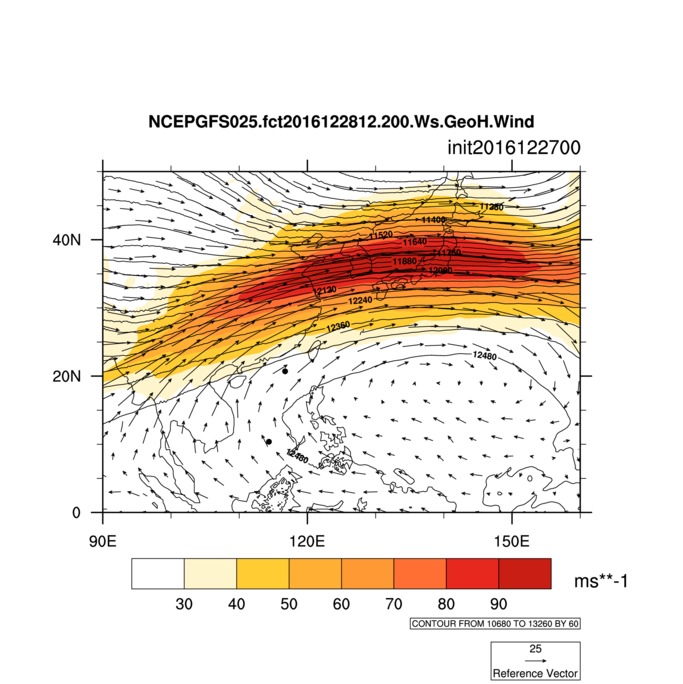 NCEPGFS025.fct2016122812.200.Ws.GeoH.Wind
init2016122700
11280
11400
11520
11640
11760
11880
12000
12120
12240
12360
12480
12480
40N
20N
0
90E 120E 150E
30 40 50 60 70 80 90
ms**-1
CONTOUR FROM 10680 TO 13260 BY 60
25
Reference Vector